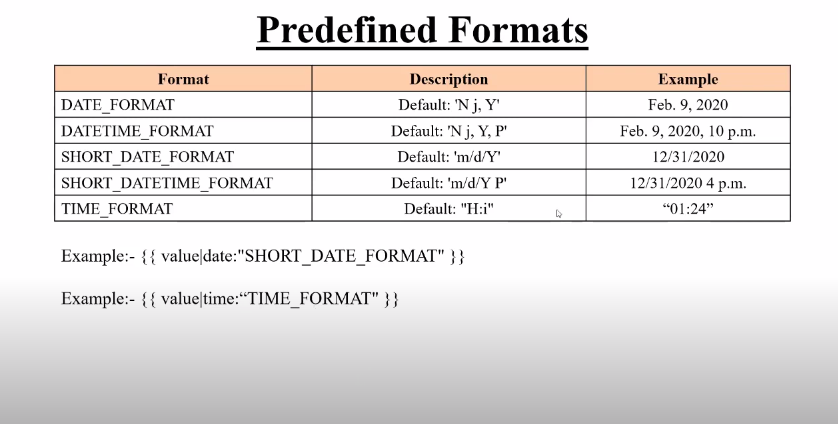 Predefined Formats
Format Description Example
DATE_FORMAT Default: 'N j, Y' Feb. 9, 2020
DATETIME_FORMAT Default: 'N j, Y, P' Feb. 9, 2020, 10 p.m.
SHORT_DATE_FORMAT Default: 'm/d/Y' 12/31/2020
SHORT_DATETIME_FORMAT Default: 'm/d/Y P' 12/31/2020 4 p.m.
TIME_FORMAT Default: "H:i" “01:24”
Example:- {{ value|date:"SHORT_DATE_FORMAT" }}
Example:- {{ value|time:“TIME_FORMAT" }}